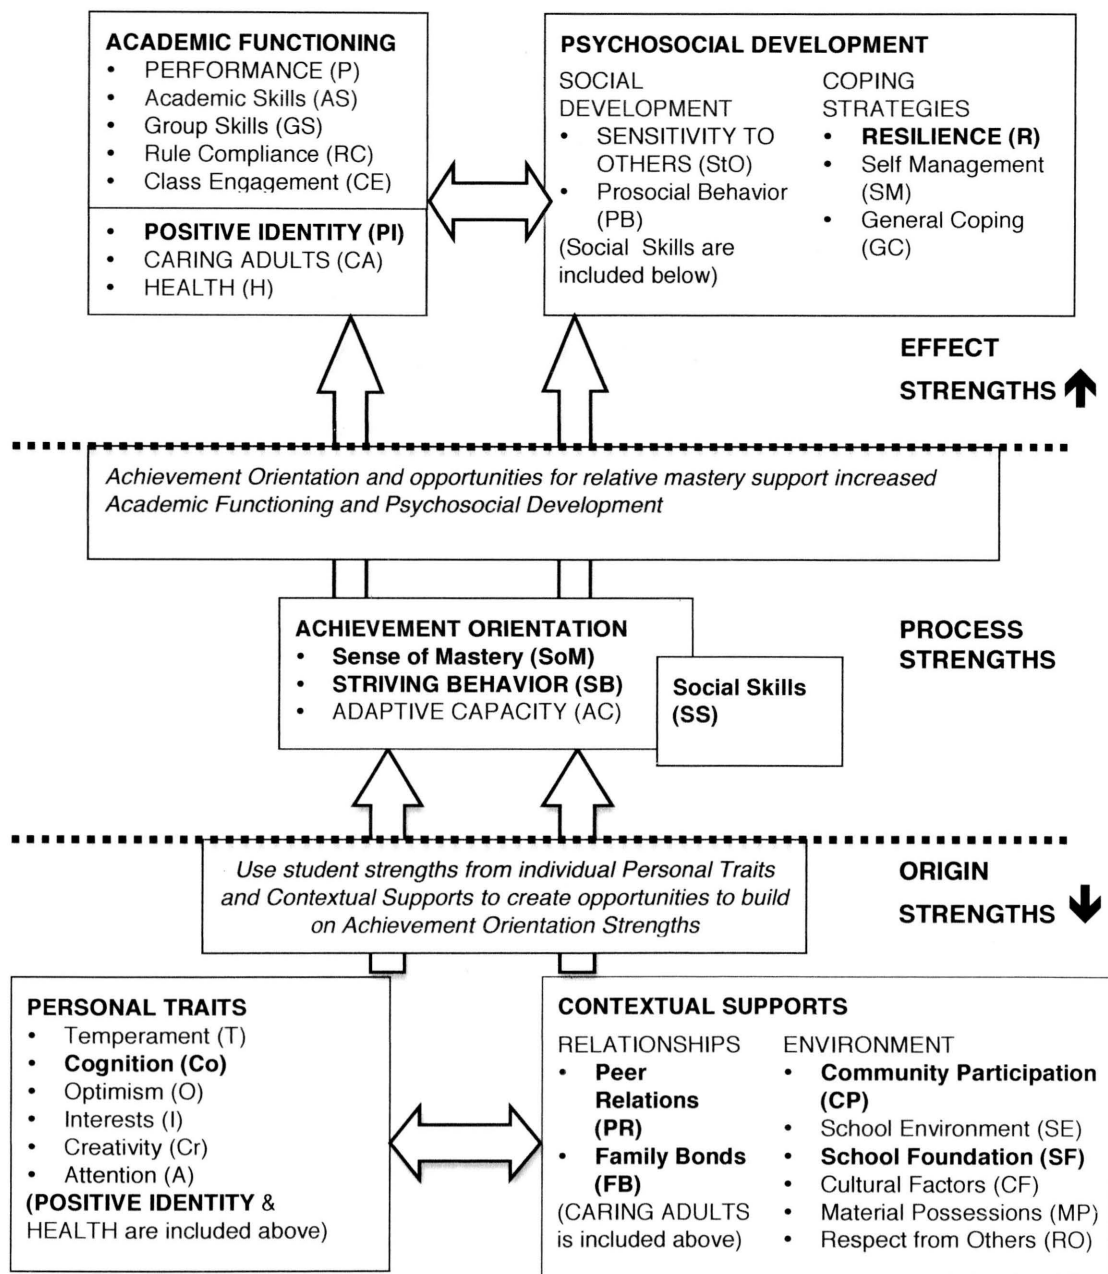 ACADEMIC FUNCTIONING
• PERFORMANCE (P)
• Academic Skills (AS)
• Group Skills (GS)
• Rule Compliance (RC)
• Class Engagement (CE)
• POSITIVE IDENTITY (PI)
• CARING ADULTS (CA)
• HEALTH (H)
PSYCHOSOCIAL DEVELOPMENT
SOCIAL
DEVELOPMENT
• SENSITIVITY TO
OTHERS (StO)
• Prosocial Behavior
(PB)
(Social Skills are
included below)
COPING
STRATEGIES
• RESILIENCE (R)
• Self Management
(SM)
• General Coping
(GC)
EFFECT
STRENGTHS
Achievement Orientation and opportunities for relative mastery support increased
Academic Functioning and Psychosocial Development
ACHIEVEMENT ORIENTATION
• Sense of Mastery (SoM)
• STRIVING BEHAVIOR (SB)
• ADAPTIVE CAPACITY (AC)
Social Skills
(SS)
PROCESS
STRENGTHS
Use student strengths from individual Personal Traits
and Contextual Supports to create opportunities to build
on Achievement Orientation Strengths
ORIGIN
STRENGTHS
PERSONAL TRAITS
• Temperament (T)
• Cognition (Co)
• Optimism (O)
• Interests (I)
• Creativity (Cr)
• Attention (A)
(POSITIVE IDENTITY &
HEALTH are included above)
CONTEXTUAL SUPPORTS
RELATIONSHIPS
• Peer
Relations
(PR)
• Family Bonds
(FB)
(CARING ADULTS
is included above)
ENVIRONMENT
• Community Participation
(CP)
• School Environment (SE)
• School Foundation (SF)
• Cultural Factors (CF)
• Material Possessions (MP)
• Respect from Others (RO)